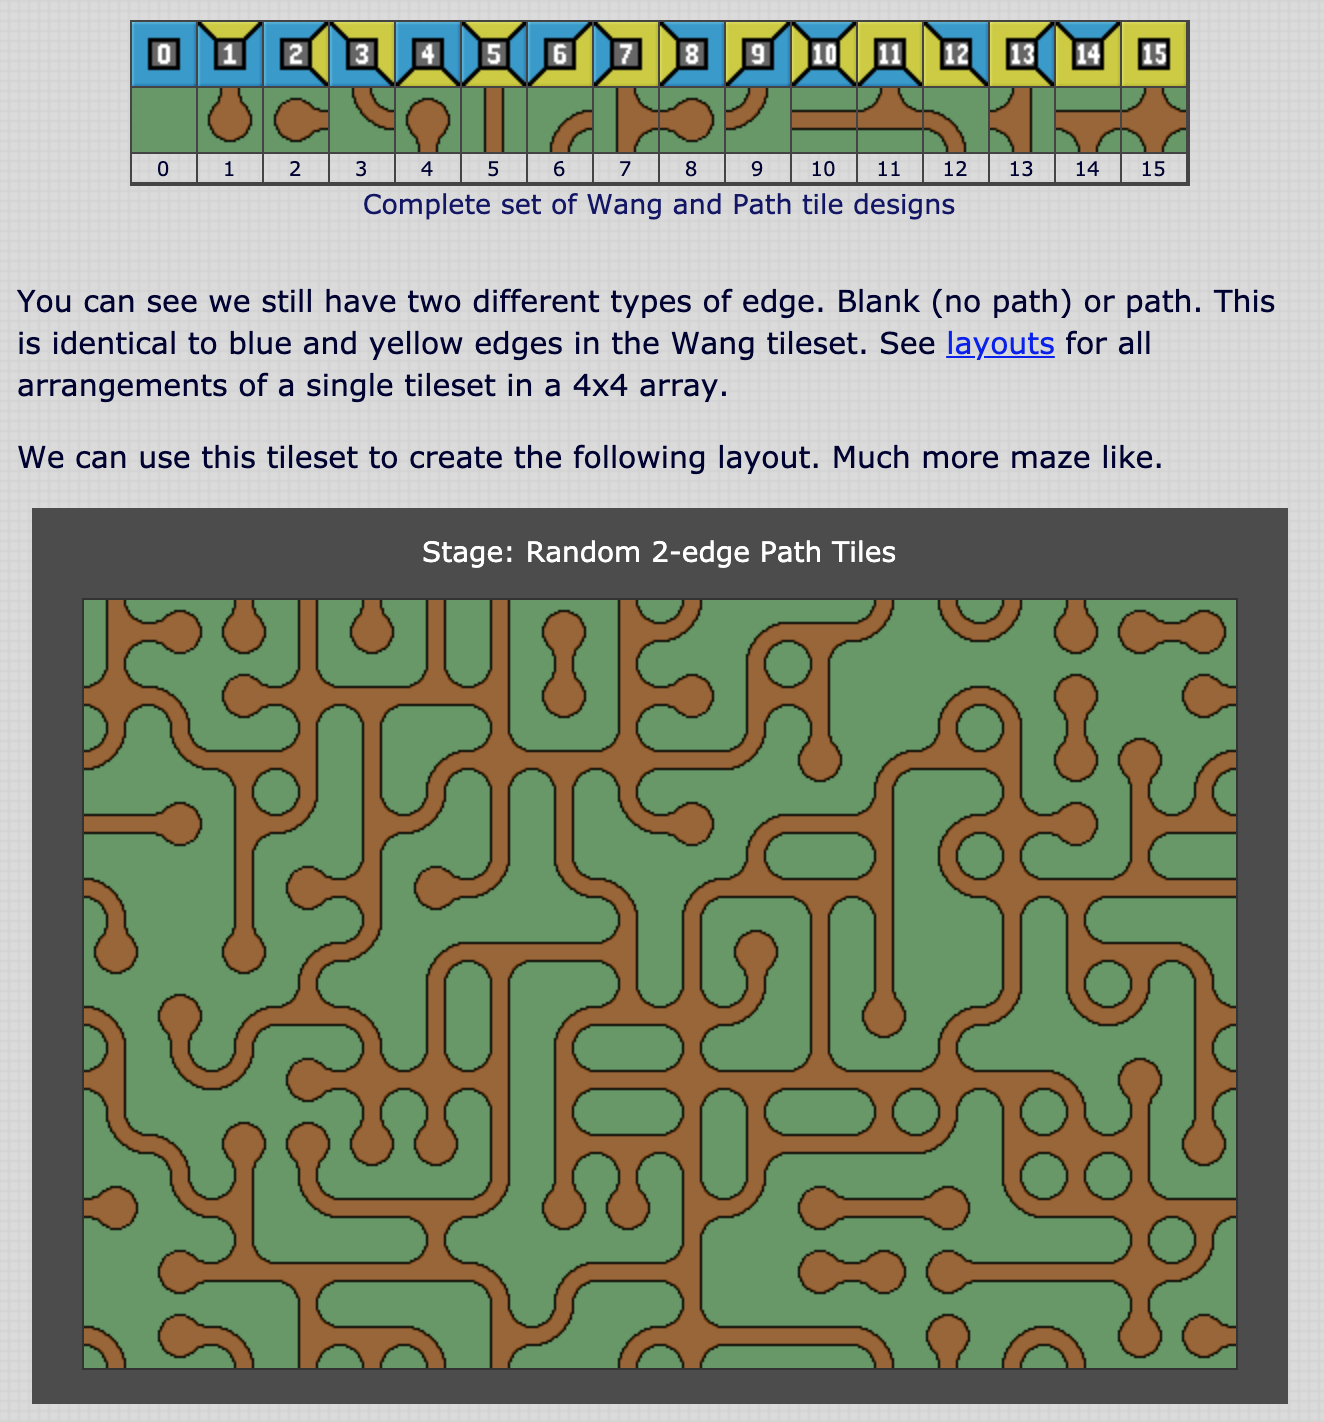 0 1 2 3 4 5 6 7 8 9 10 11 12 13 14 15
0 1 2 3 4 5 6 7 8 9 10 11 12 13 14 15
Complete set of Wang and Path tile designs
You can see we still have two different types of edge. Blank (no path) or path. This
is identical to blue and yellow edges in the Wang tileset. See layouts for all
arrangements of a single tileset in a 4x4 array.
We can use this tileset to create the following layout. Much more maze like.
Stage: Random 2-edge Path Tiles